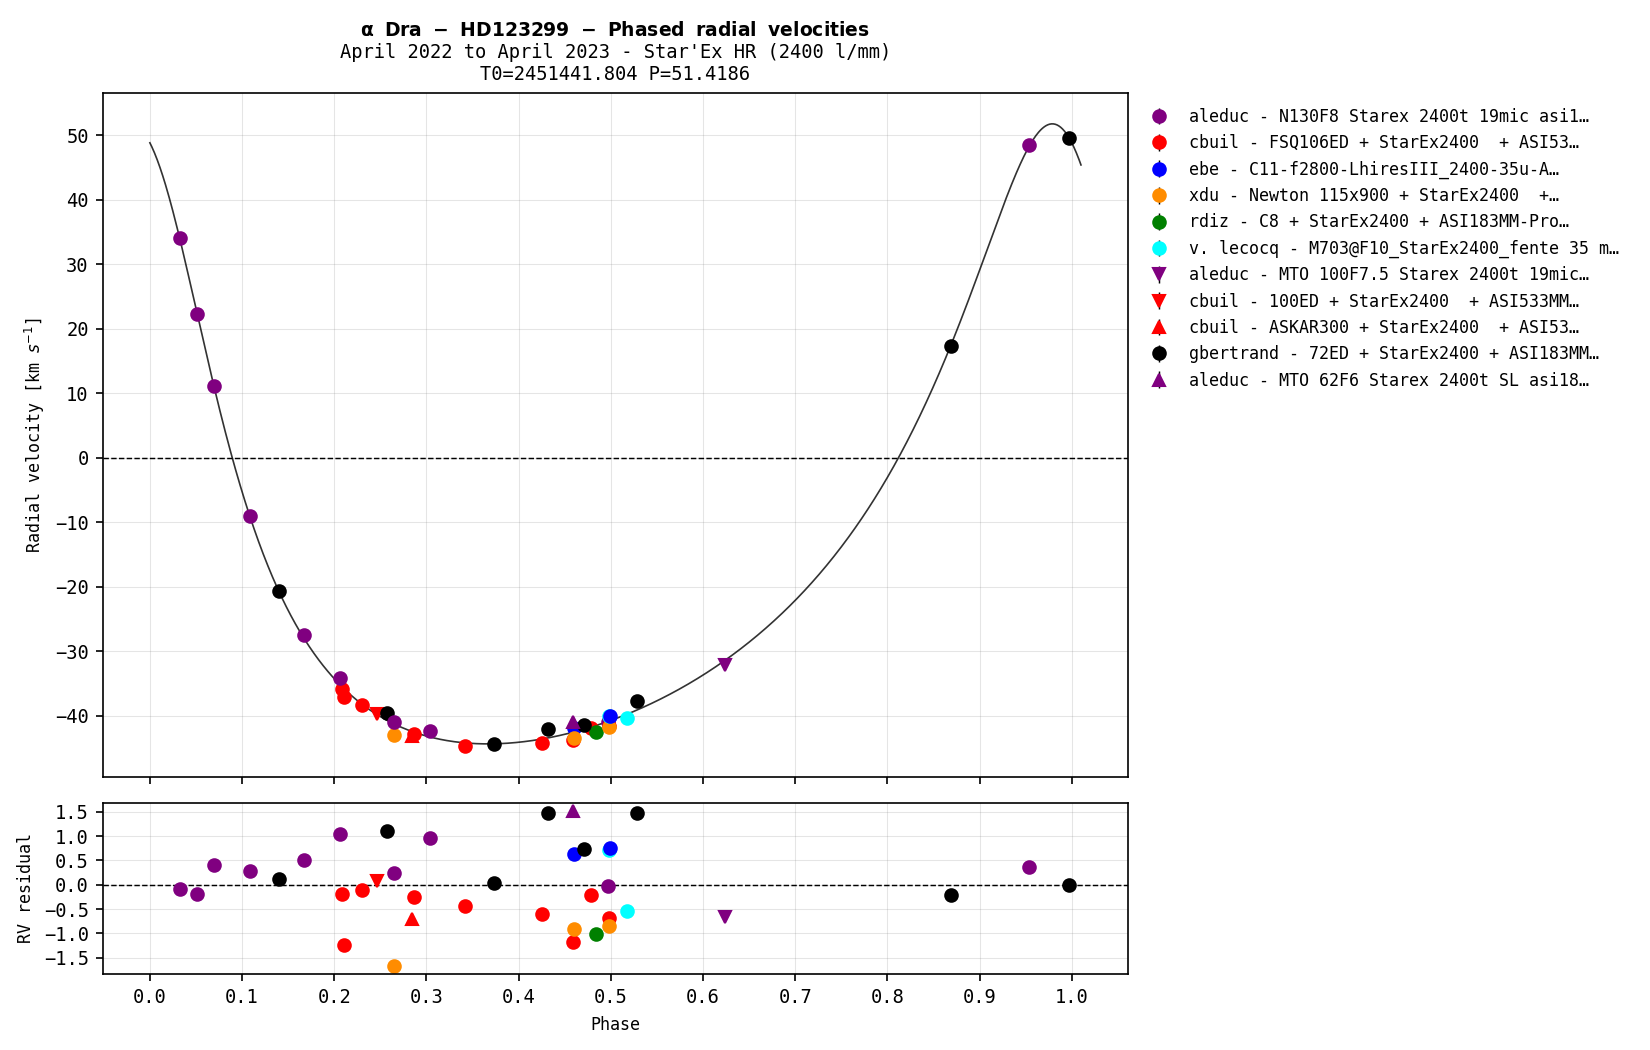 α Dra − HD123299 − Phased radial velocities
April 2022 to April 2023 - Star'Ex HR (2400 l/mm)
T0=2451441.804 P=51.4186
50
40
30
20
10
0
−10
−20
−30
−40
Radial velocity [km s⁻¹]
aleduc - N130F8 Starex 2400t 19mic asi1…
cbuil - FSQ106ED + StarEx2400  + ASI53…
ebe - C11-f2800-LhiresIII_2400-35u-A…
xdu - Newton 115x900 + StarEx2400  +…
rdiz - C8 + StarEx2400 + ASI183MM-Pro…
v. lecocq - M703@F10_StarEx2400_fente 35 m…
aleduc - MTO 100F7.5 Starex 2400t 19mic…
cbuil - 100ED + StarEx2400  + ASI533MM…
cbuil - ASKAR300 + StarEx2400  + ASI53…
gbertrand - 72ED + StarEx2400 + ASI183MM…
aleduc - MTO 62F6 Starex 2400t SL asi18…
1.5
1.0
0.5
0.0
−0.5
−1.0
−1.5
RV residual
0.0 0.1 0.2 0.3 0.4 0.5 0.6 0.7 0.8 0.9 1.0
Phase